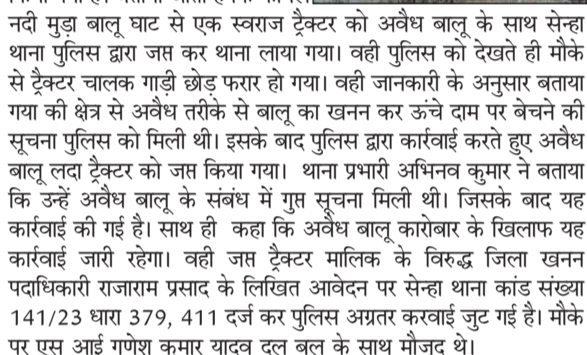 नदी मुड़ा बालू घाट से एक स्वराज ट्रैक्टर को अवैध बालू के साथ सेन्हा
थाना पुलिस द्वारा जप्त कर थाना लाया गया। वही पुलिस को देखते ही मौके
से ट्रैक्टर चालक गाड़ी छोड़ फरार हो गया। वही जानकारी के अनुसार बताया
गया की क्षेत्र से अवैध तरीके से बालू का खनन कर ऊंचे दाम पर बेचने की
सूचना पुलिस को मिली थी। इसके बाद पुलिस द्वारा कार्रवाई करते हुए अवैध
बालू लदा ट्रैक्टर को जप्त किया गया। थाना प्रभारी अभिनव कुमार ने बताया
कि उन्हें अवैध बालू के संबंध में गुप्त सूचना मिली थी। जिसके बाद यह
कार्रवाई की गई है। साथ ही कहा कि अवैध बालू कारोबार के खिलाफ यह
कार्रवाई जारी रहेगा। वही जप्त ट्रैक्टर मालिक के विरुद्ध जिला खनन
पदाधिकारी राजाराम प्रसाद के लिखित आवेदन पर सेन्हा थाना कांड संख्या
141/23 धारा 379, 411 दर्ज कर पुलिस अग्रतर करवाई जुट गई है। मौके
पर एस आई गणेश कुमार यादव दल बल के साथ मौजूद थे।